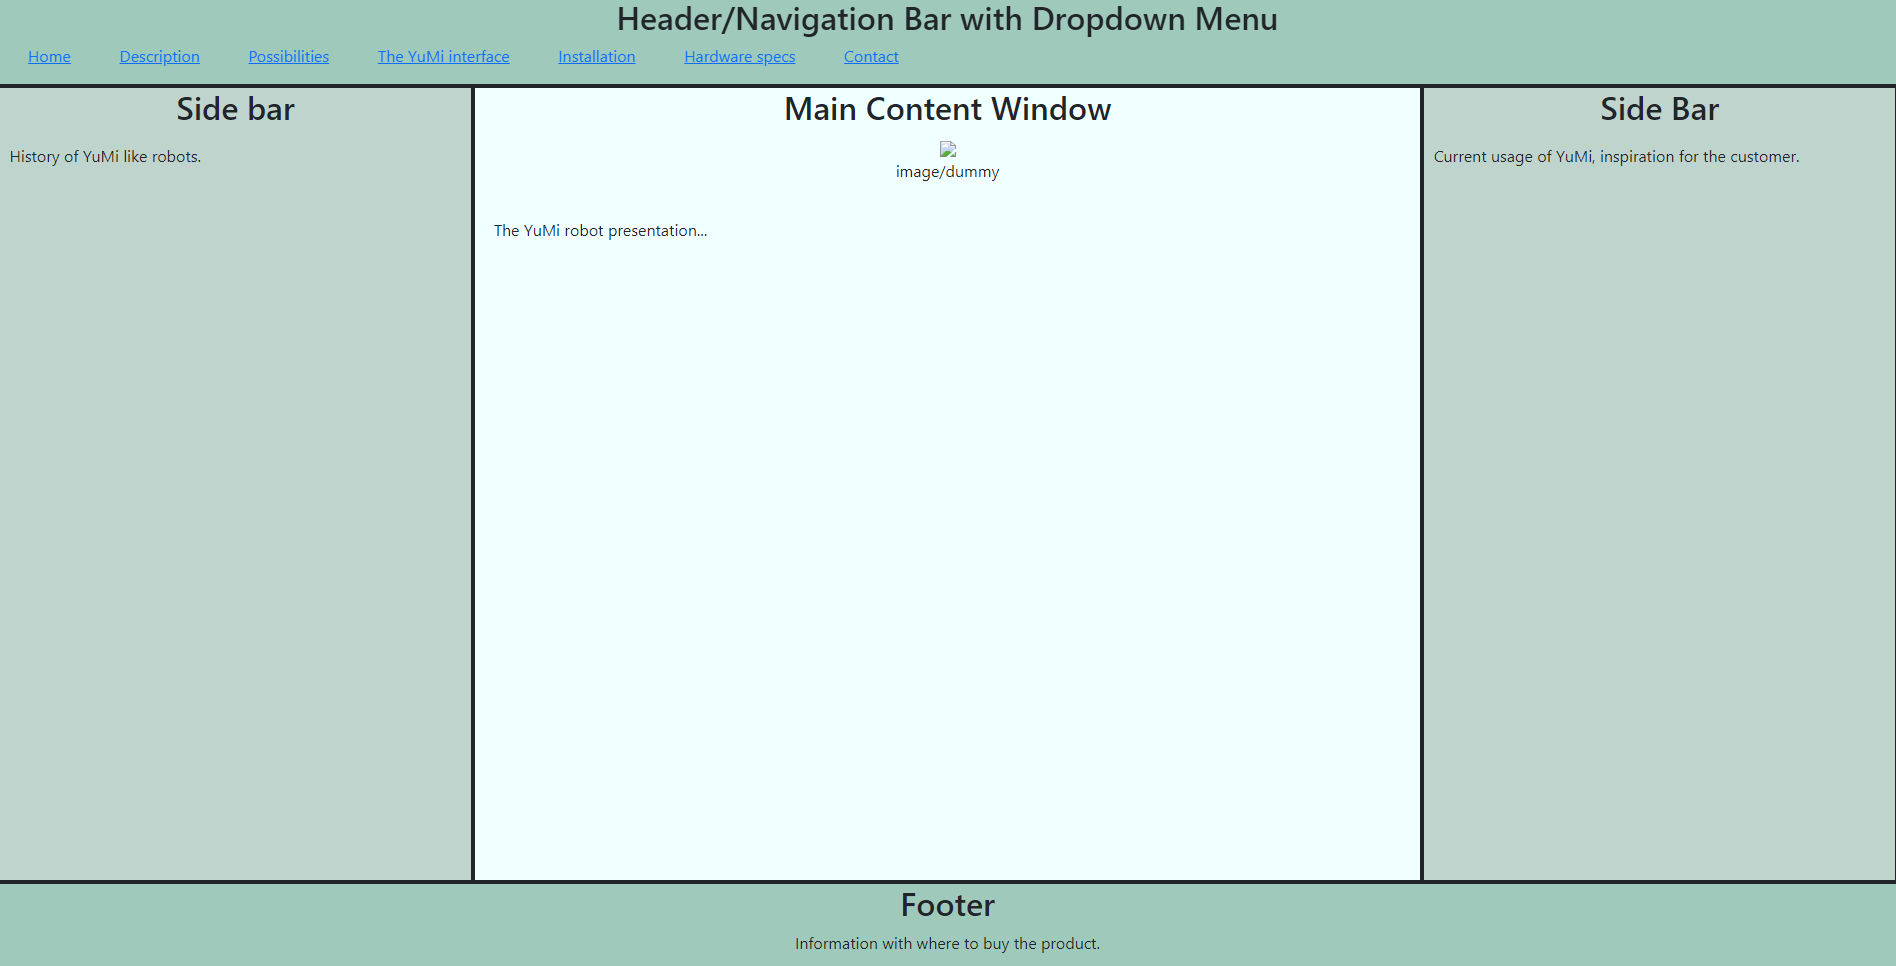 Header/Navigation Bar with Dropdown Menu
Home Description Possibilities The YuMi interface Installation Hardware specs Contact
Side bar
History of YuMi like robots.
Main Content Window
image/dummy
The YuMi robot presentation...
Side Bar
Current usage of YuMi, inspiration for the customer.
Footer
Information with where to buy the product.